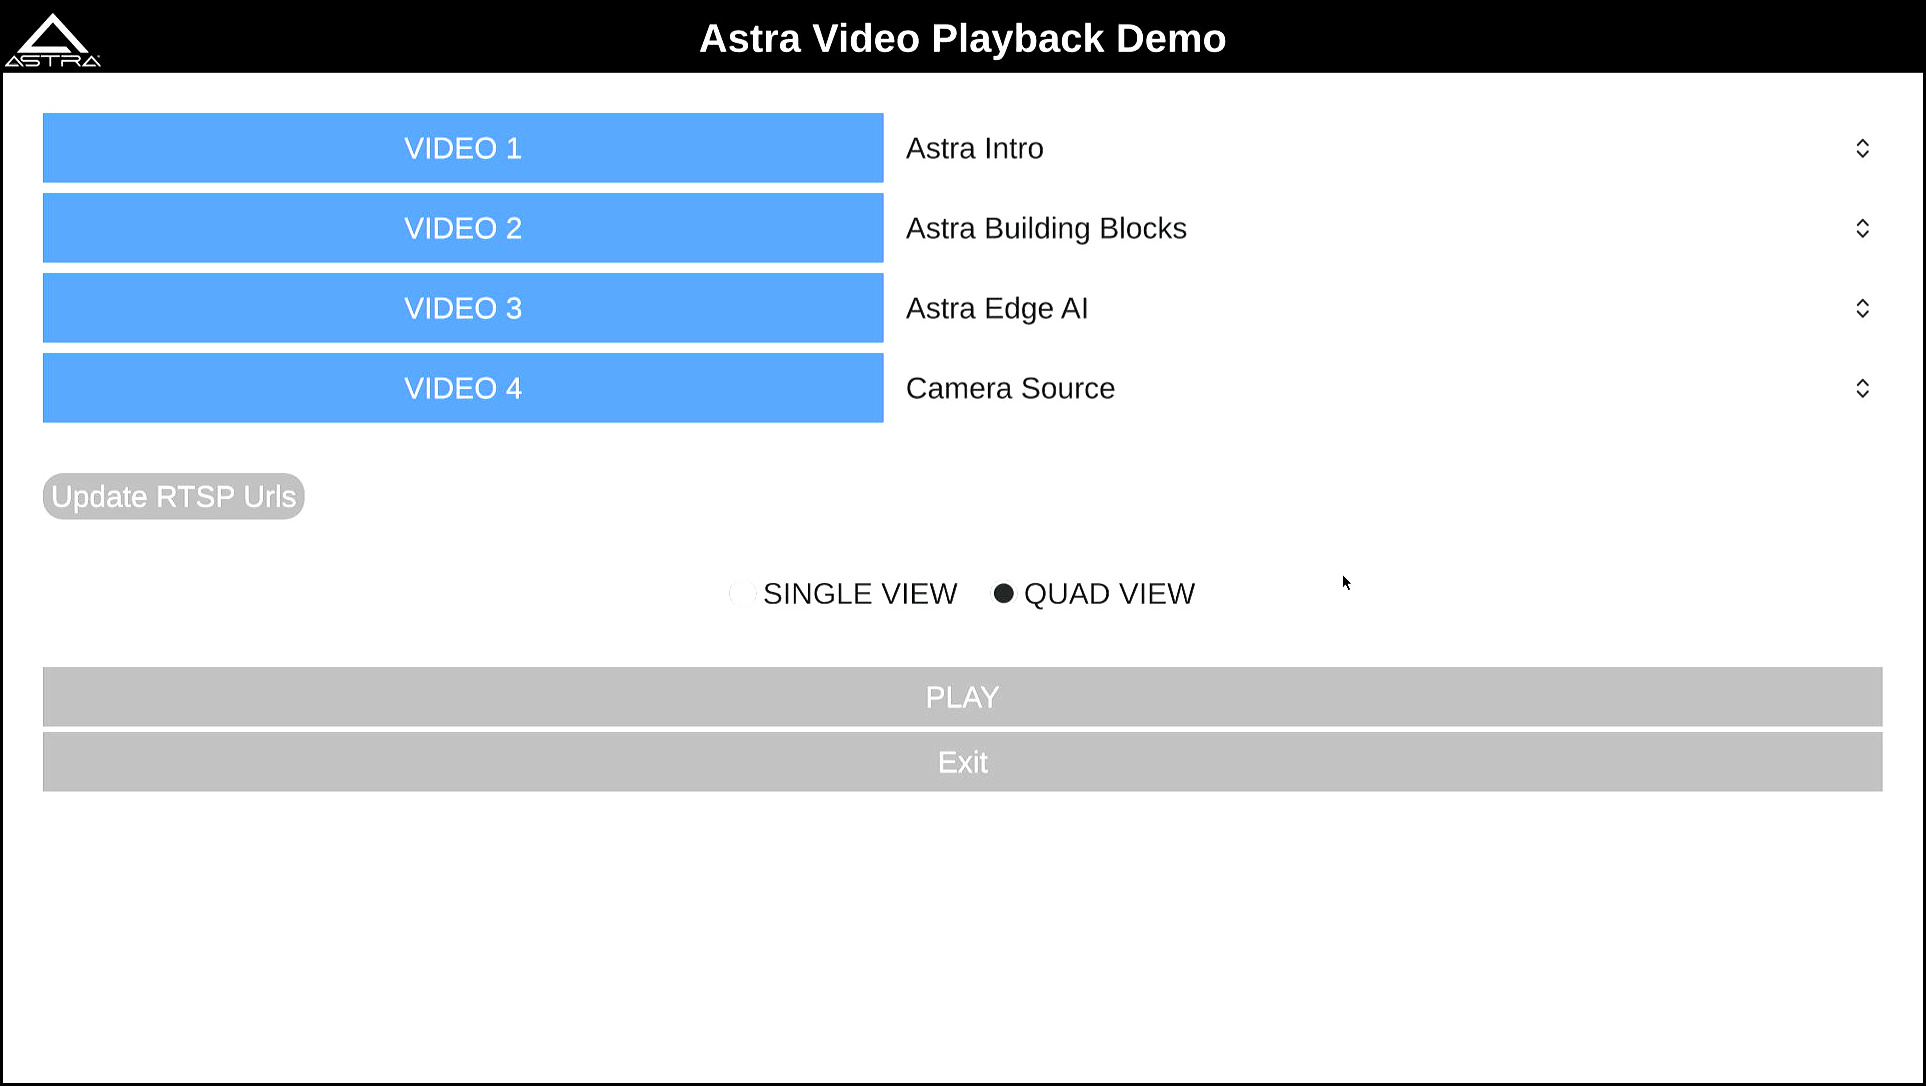 ASTRA
Astra Video Playback Demo
VIDEO 1 Astra Intro
VIDEO 2 Astra Building Blocks
VIDEO 3 Astra Edge AI
VIDEO 4 Camera Source
Update RTSP Urls
SINGLE VIEW QUAD VIEW
PLAY
Exit